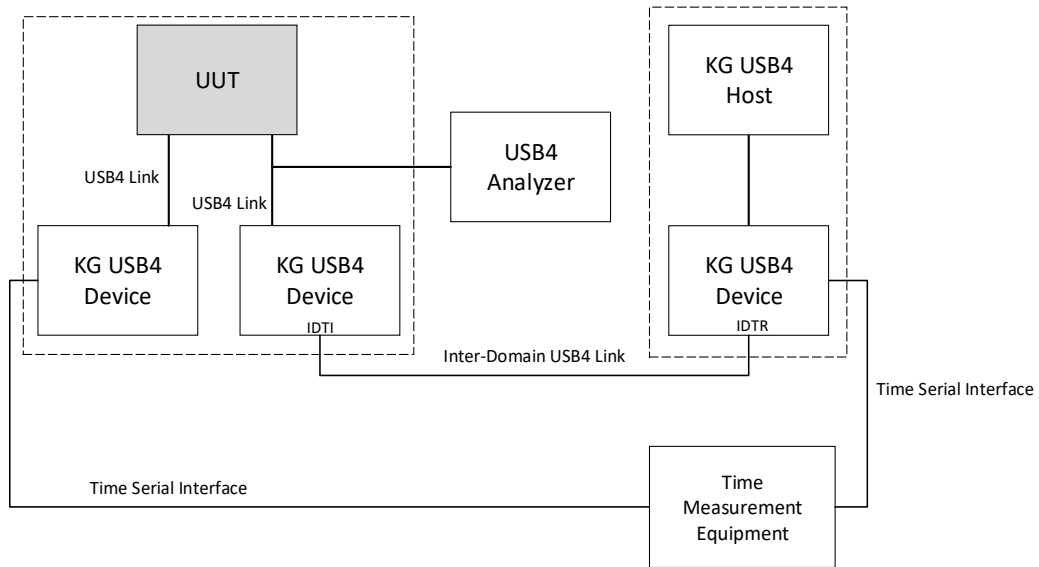 UUT
KG USB4
Host
USB4
Analyzer
USB4 Link
USB4 Link
KG USB4
Device
KG USB4
Device
IDTI
KG USB4
Device
IDTR
Inter-Domain USB4 Link
Time Serial Interface
Time Serial Interface
Time
Measurement
Equipment